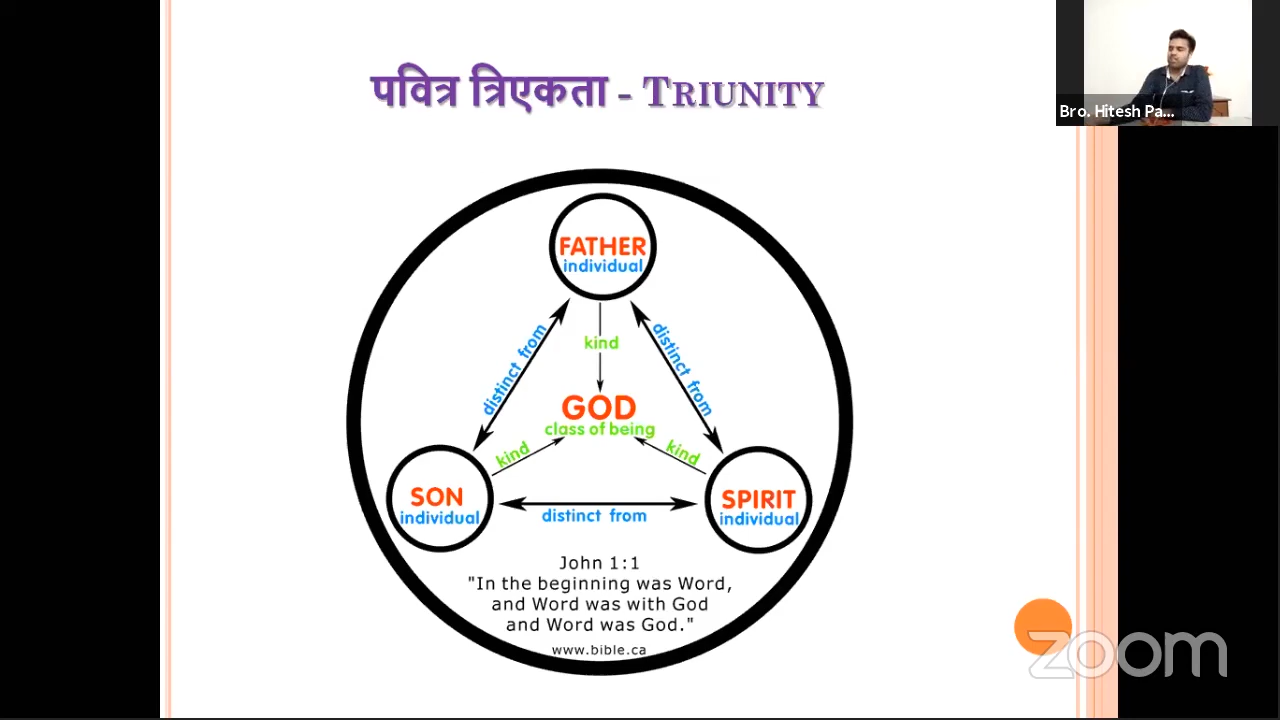 पवित्र त्रिएकता - TRIUNITY
Bro. Hitesh Pa...
FATHER
individual
distinct from
kind
distinct from
GOD
class of being
kind
kind
SON
individual
SPIRIT
individual
distinct from
John 1:1
"In the beginning was Word,
and Word was with God
and Word was God."
www.bible.ca
zoom